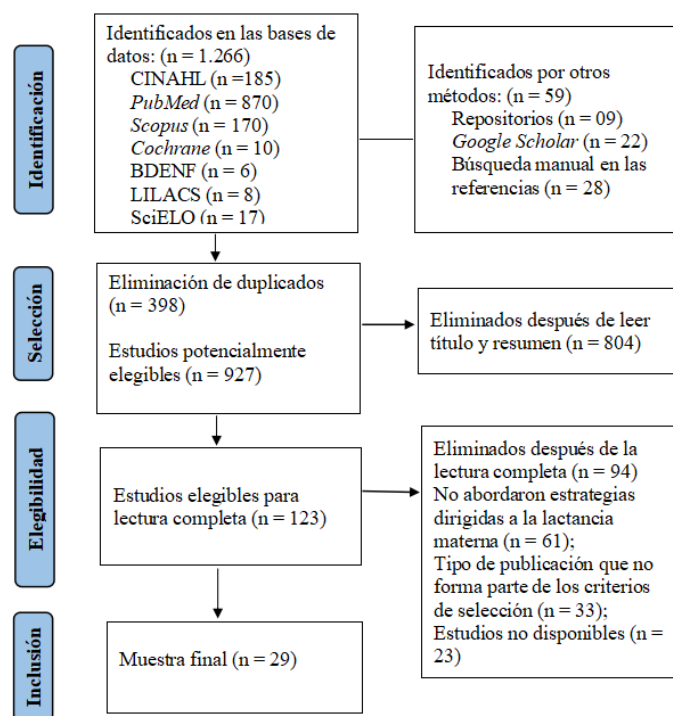 Identificación
Identificados en las bases de
datos: (n = 1.266)
CINAHL (n =185)
PubMed (n = 870)
Scopus (n = 170)
Cochrane (n = 10)
BDENF (n = 6)
LILACS (n = 8)
SciELO (n = 17)
Identificados por otros
métodos: (n = 59)
Repositorios (n = 09)
Google Scholar (n = 22)
Búsqueda manual en las
referencias (n = 28)
Selección
Eliminación de duplicados
(n = 398)
Estudios potencialmente
elegibles (n = 927)
Eliminados después de leer
título y resumen (n = 804)
Elegibilidad
Estudios elegibles para
lectura completa (n = 123)
Eliminados después de la
lectura completa (n = 94)
No abordaron estrategias
dirigidas a la lactancia
materna (n = 61);
Tipo de publicación que no
forma parte de los criterios
de selección (n = 33);
Estudios no disponibles (n =
23)
Inclusión
Muestra final (n = 29)